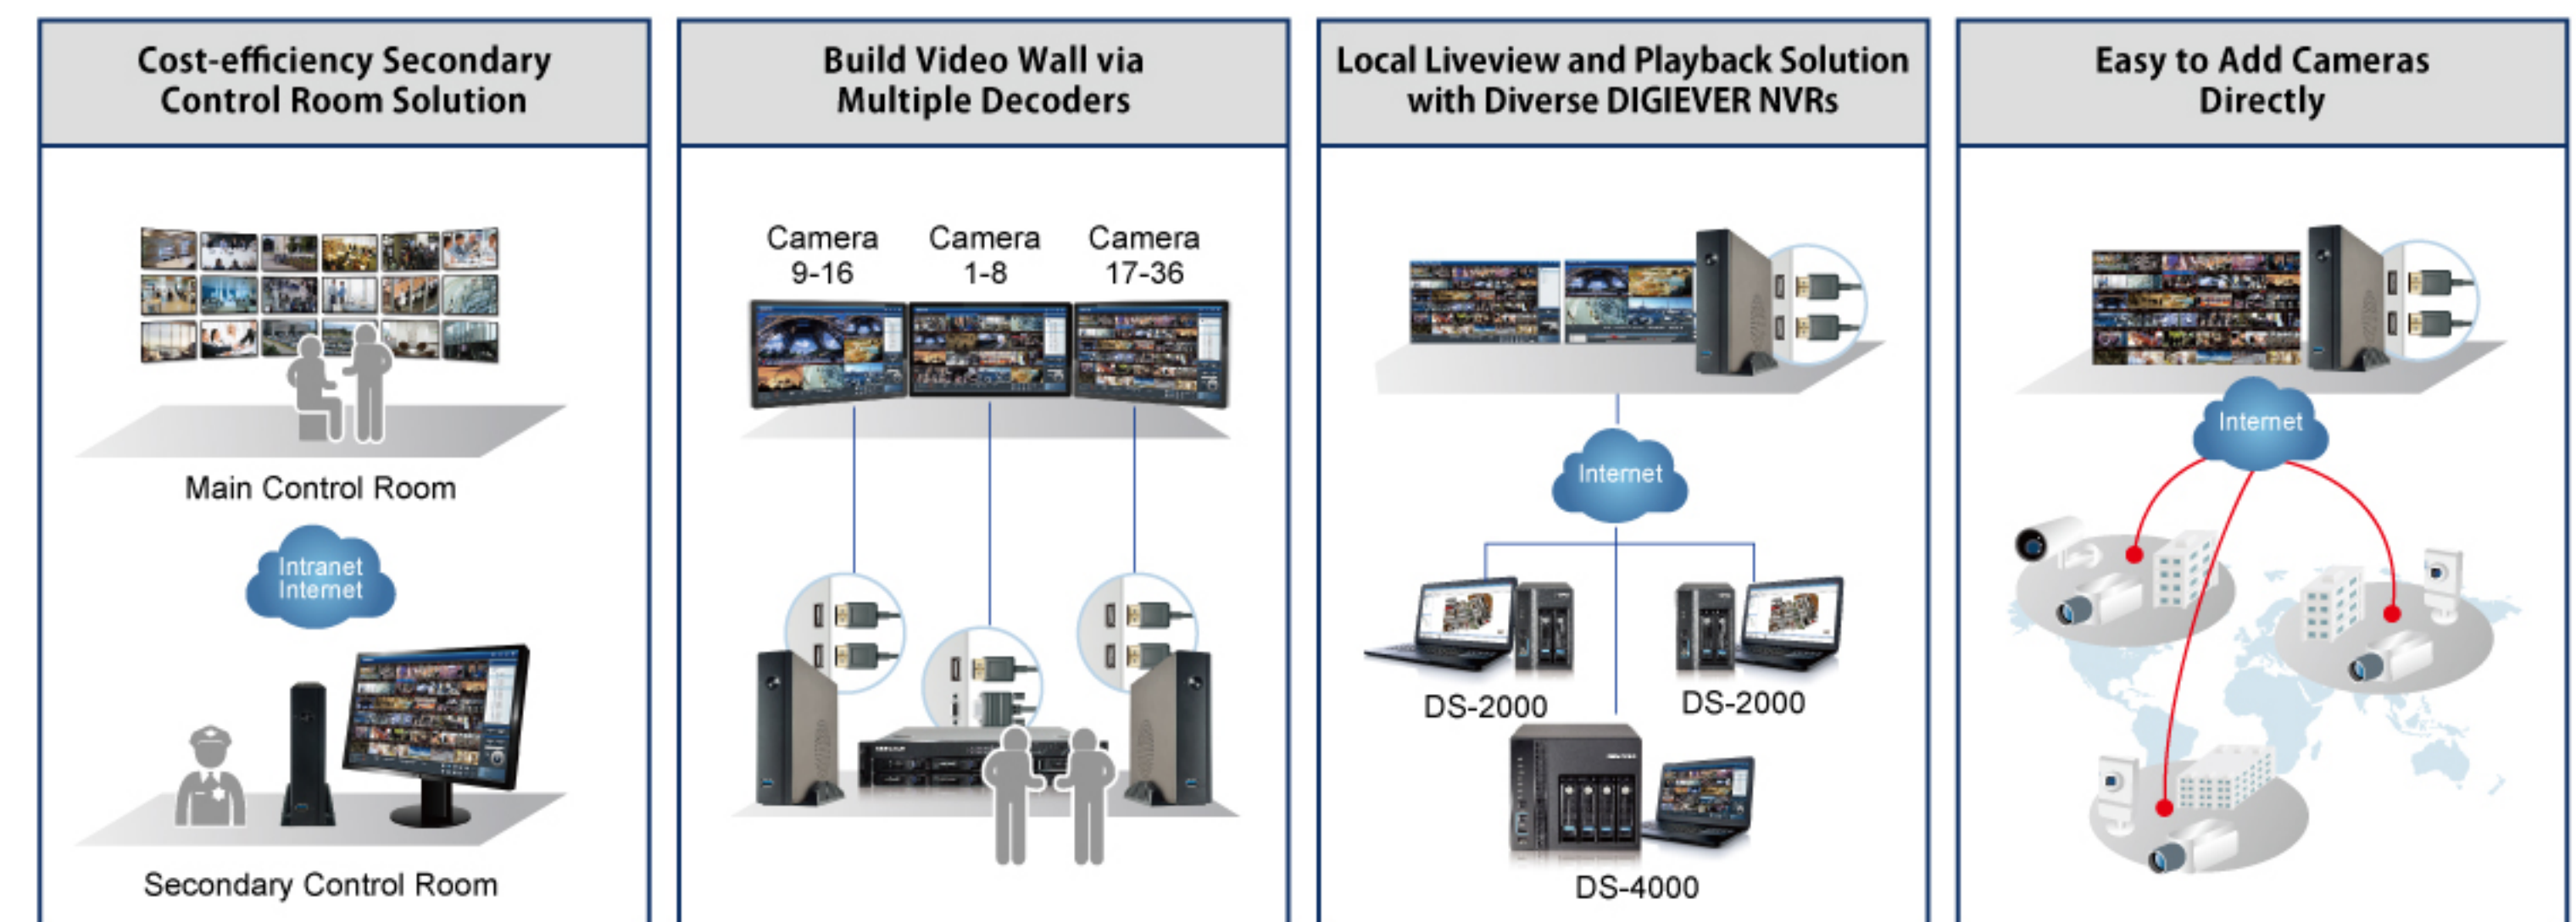 Cost-efficiency Secondary
Control Room Solution
Main Control Room
Intranet
Internet
Secondary Control Room
Build Video Wall via
Multiple Decoders
Camera
9-16
Camera
1-8
Camera
17-36
Local Liveview and Playback Solution
with Diverse DIGIEVER NVRs
Internet
DS-2000
DS-2000
DS-4000
Easy to Add Cameras
Directly
Internet